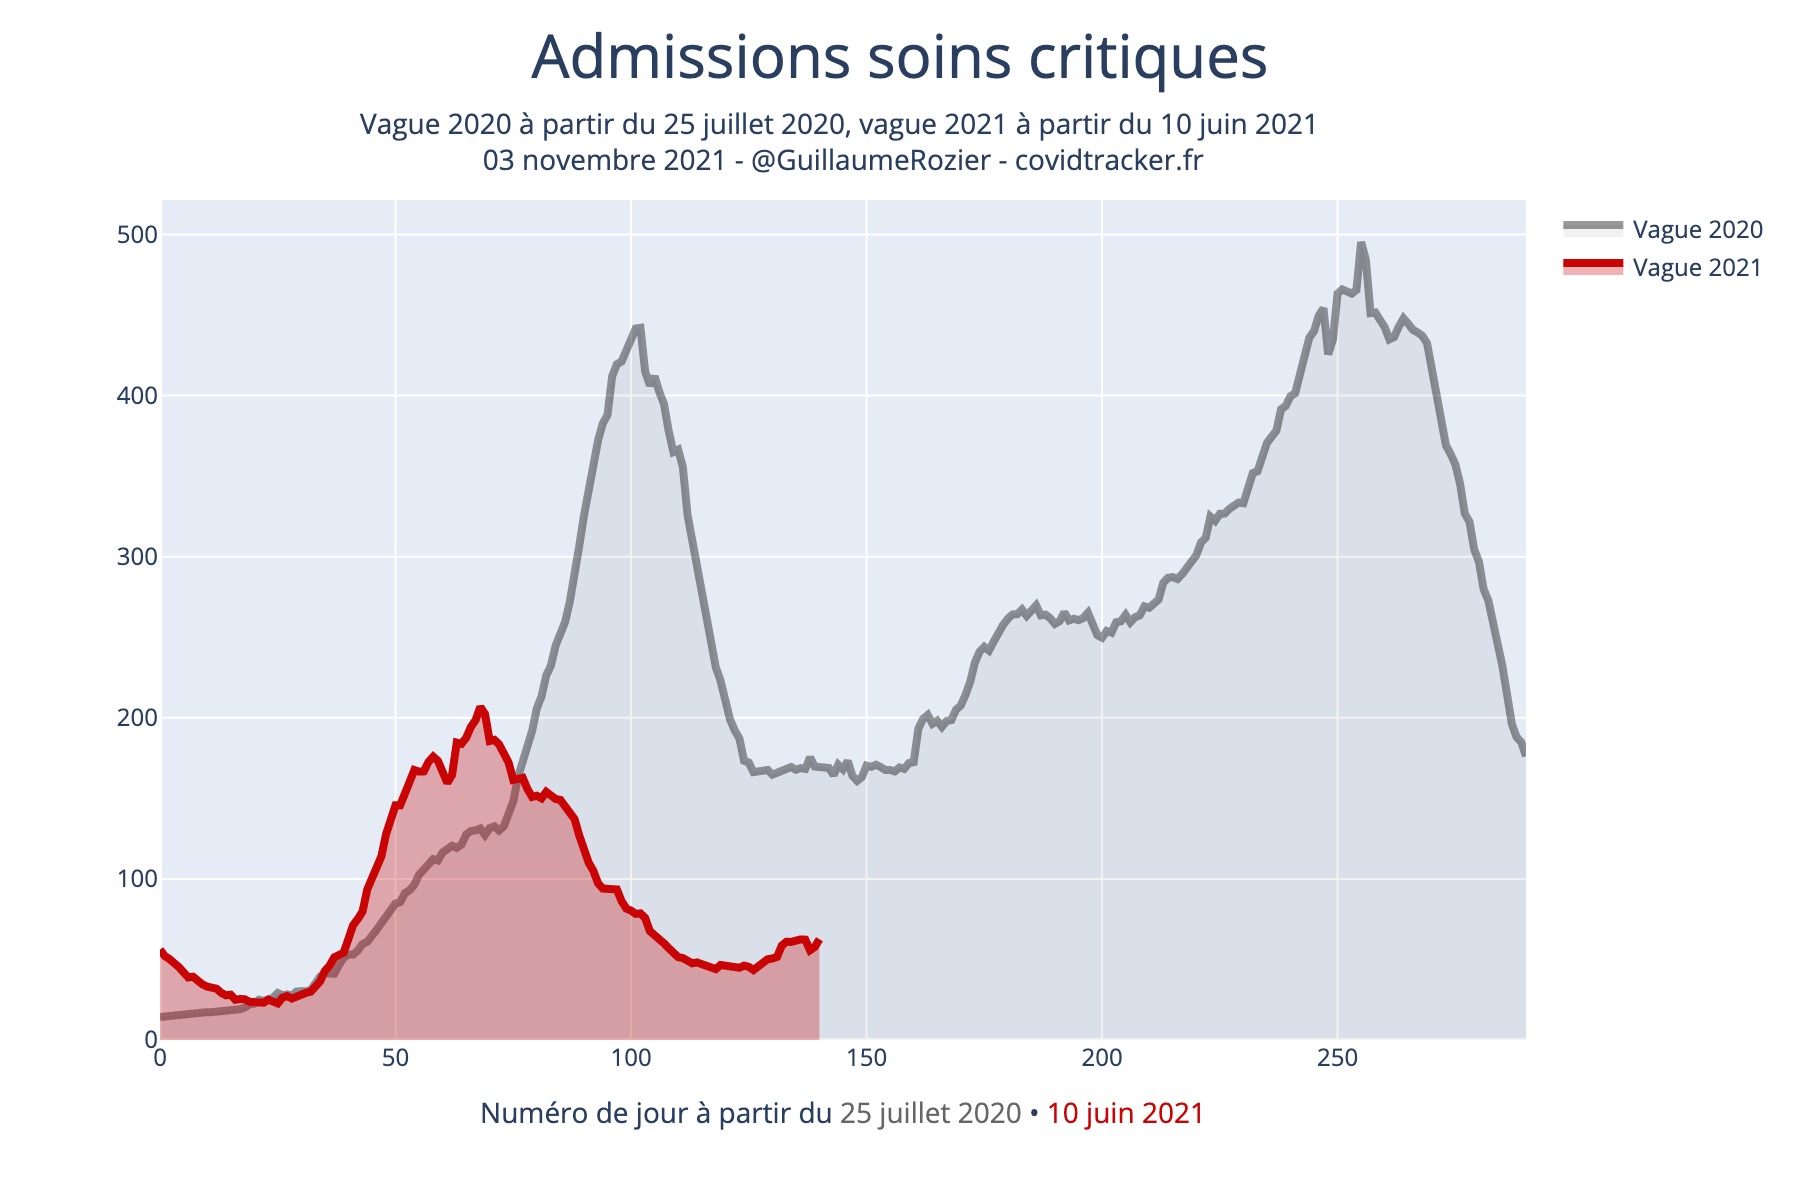 Admissions soins critiques
Vague 2020 à partir du 25 juillet 2020, vague 2021 à partir du 10 juin 2021
03 novembre 2021 - @GuillaumeRozier - covidtracker.fr
Vague 2020
Vague 2021
500
400
300
200
100
0
0 50 100 150 200 250
Numéro de jour à partir du 25 juillet 2020 • 10 juin 2021